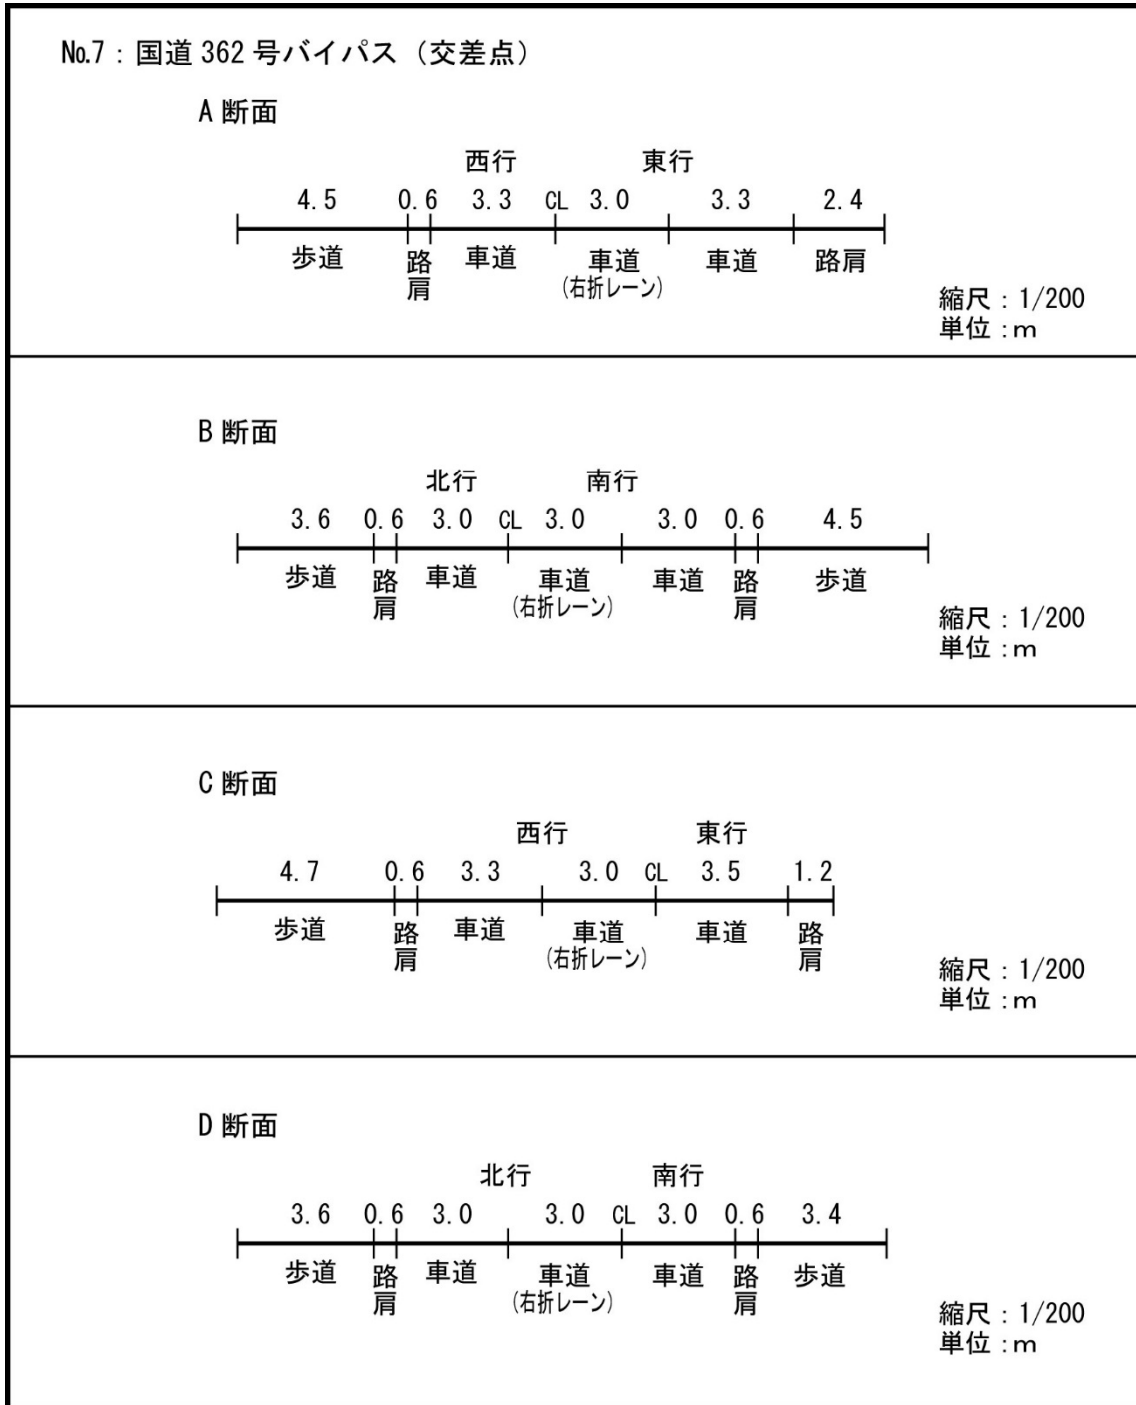 №7：国道362号バイパス（交差点）
A断面
西行 東行
4.5 0.6 3.3 CL 3.0 3.3 2.4
歩道 路肩 車道 車道 車道 路肩
(右折レーン)
縮尺：1/200
単位：m
B断面
北行 南行
3.6 0.6 3.0 CL 3.0 3.0 0.6 4.5
歩道 路肩 車道 車道 車道 路肩 歩道
(右折レーン)
縮尺：1/200
単位：m
C断面
西行 東行
4.7 0.6 3.3 3.0 CL 3.5 1.2
歩道 路肩 車道 車道 車道 路肩
(右折レーン)
縮尺：1/200
単位：m
D断面
北行 南行
3.6 0.6 3.0 3.0 CL 3.0 0.6 3.4
歩道 路肩 車道 車道 車道 路肩 歩道
(右折レーン)
縮尺：1/200
単位：m